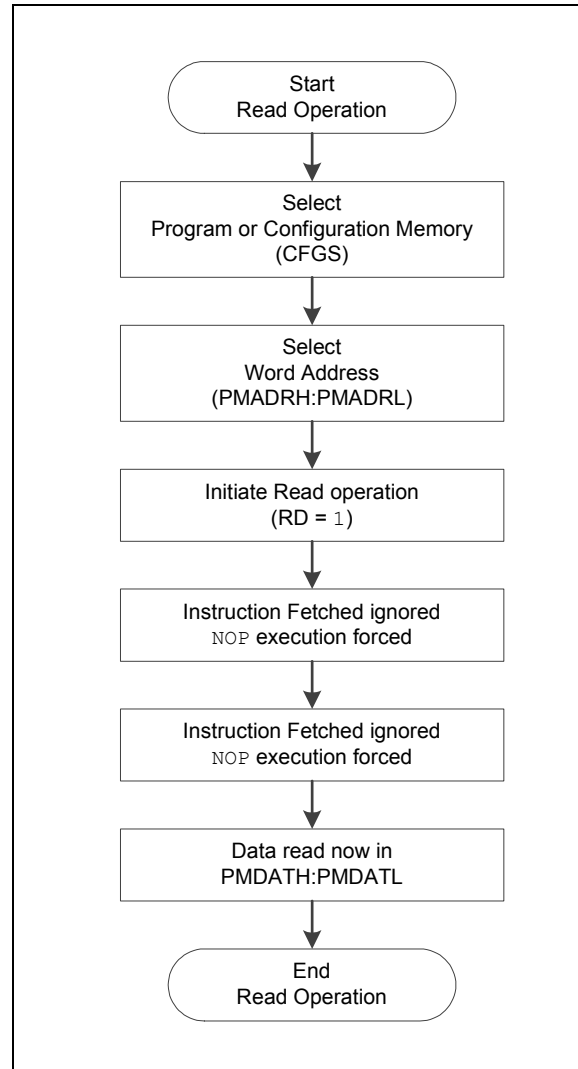 Start
Read Operation
Select
Program or Configuration Memory
(CFGS)
Select
Word Address
(PMADRH:PMADRL)
Initiate Read operation
(RD = 1)
Instruction Fetched ignored
NOP execution forced
Instruction Fetched ignored
NOP execution forced
Data read now in
PMDATH:PMDATL
End
Read Operation